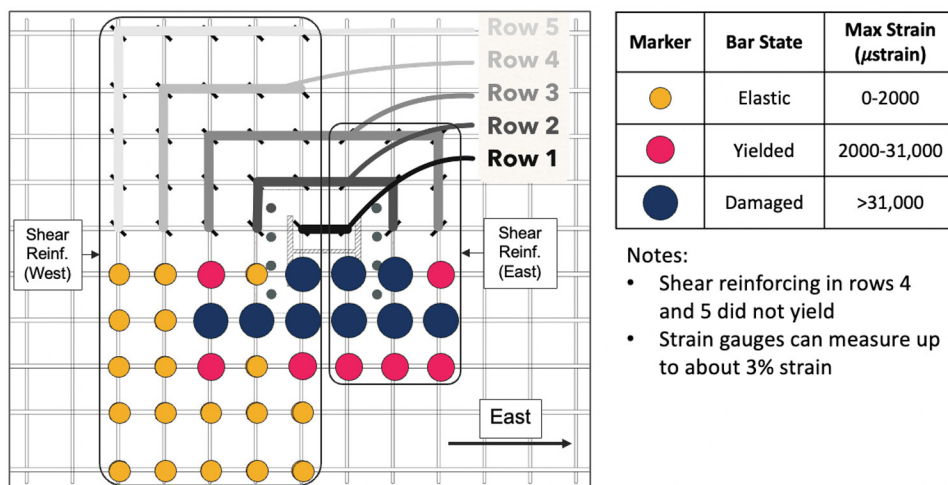 Row 5
Row 4
Row 3
Row 2
Row 1
Shear
Reinf.
(West)
Shear
Reinf.
(East)
East
Marker Bar State Max Strain
(µstrain)
Elastic 0-2000
Yielded 2000-31,000
Damaged >31,000
Notes:
• Shear reinforcing in rows 4
and 5 did not yield
• Strain gauges can measure up
to about 3% strain